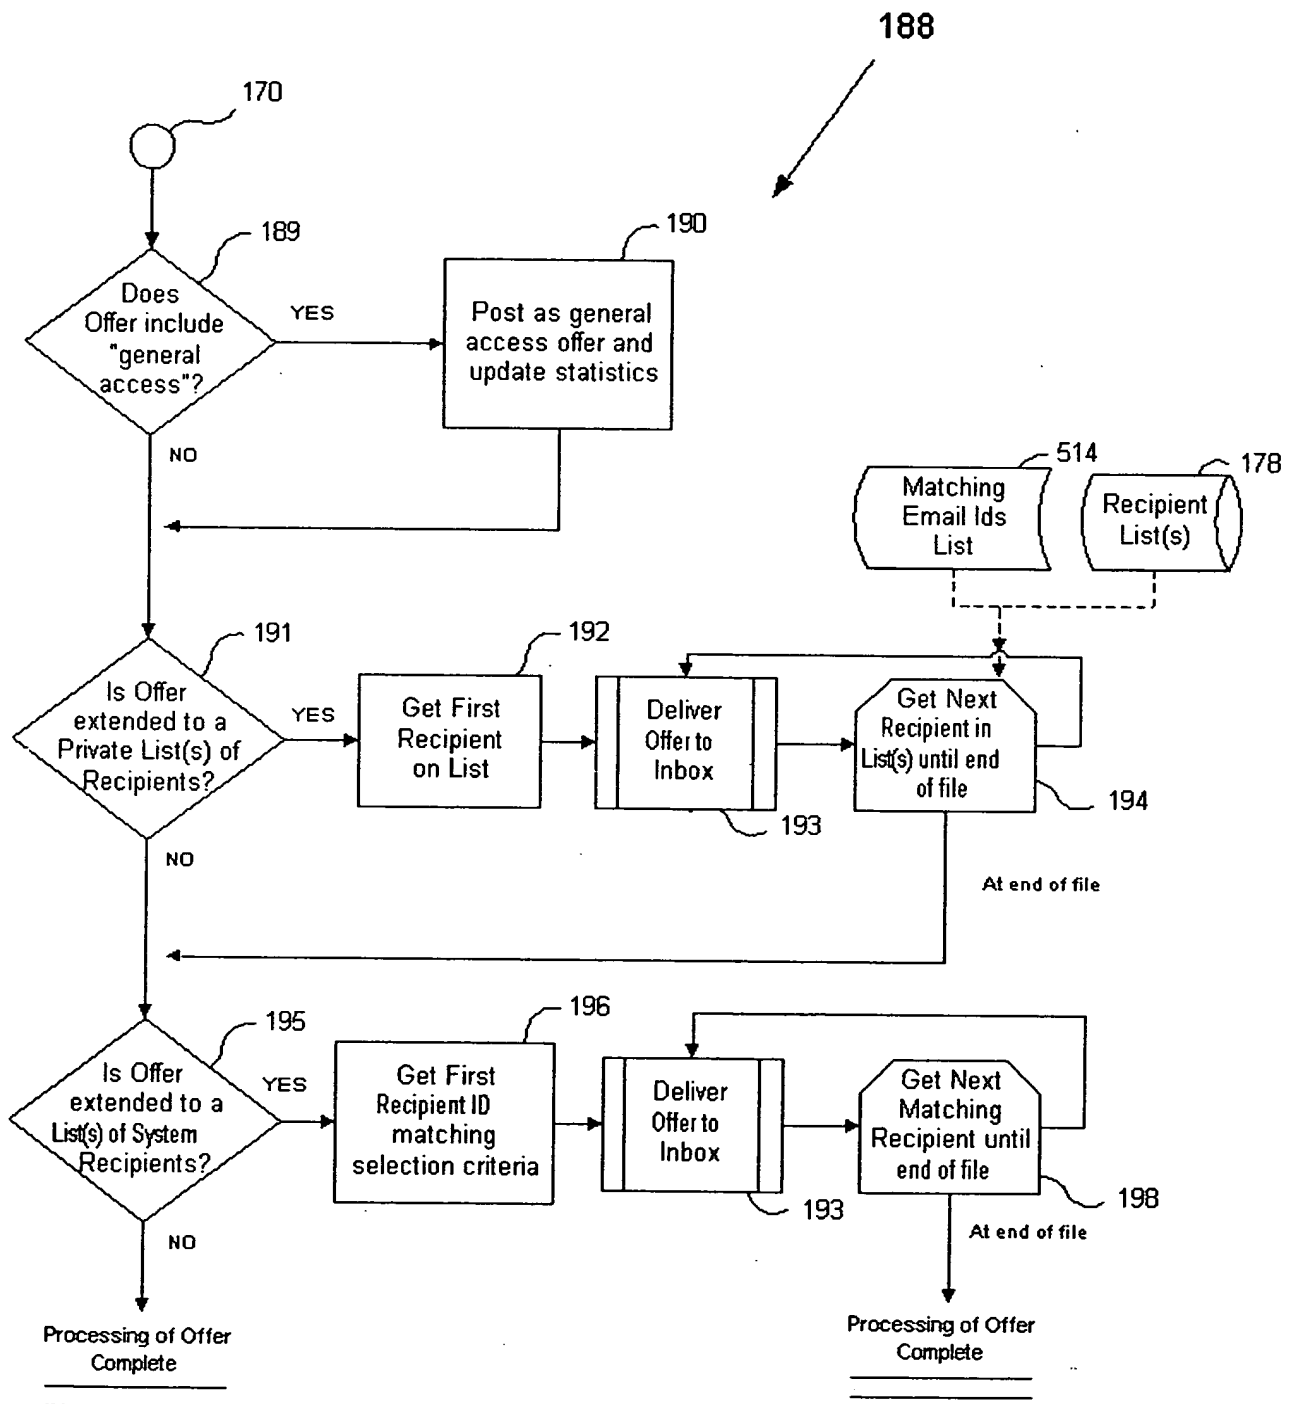 188
170
189
Does
Offer include
"general
access"?
YES
190
Post as general
access offer and
update statistics
NO
514
Matching
Email Ids
List
178
Recipient
List(s)
191
Is Offer
extended to a
Private List(s) of
Recipients?
YES
192
Get First
Recipient
on List
Deliver
Offer to
Inbox
193
Get Next
Recipient in
List(s) until end
of file
194
NO
At end of file
195
Is Offer
extended to a
List(s) of System
Recipients?
YES
196
Get First
Recipient ID
matching
selection criteria
Deliver
Offer to
Inbox
193
Get Next
Matching
Recipient until
end of file
198
NO
At end of file
Processing of Offer
Complete
Processing of Offer
Complete